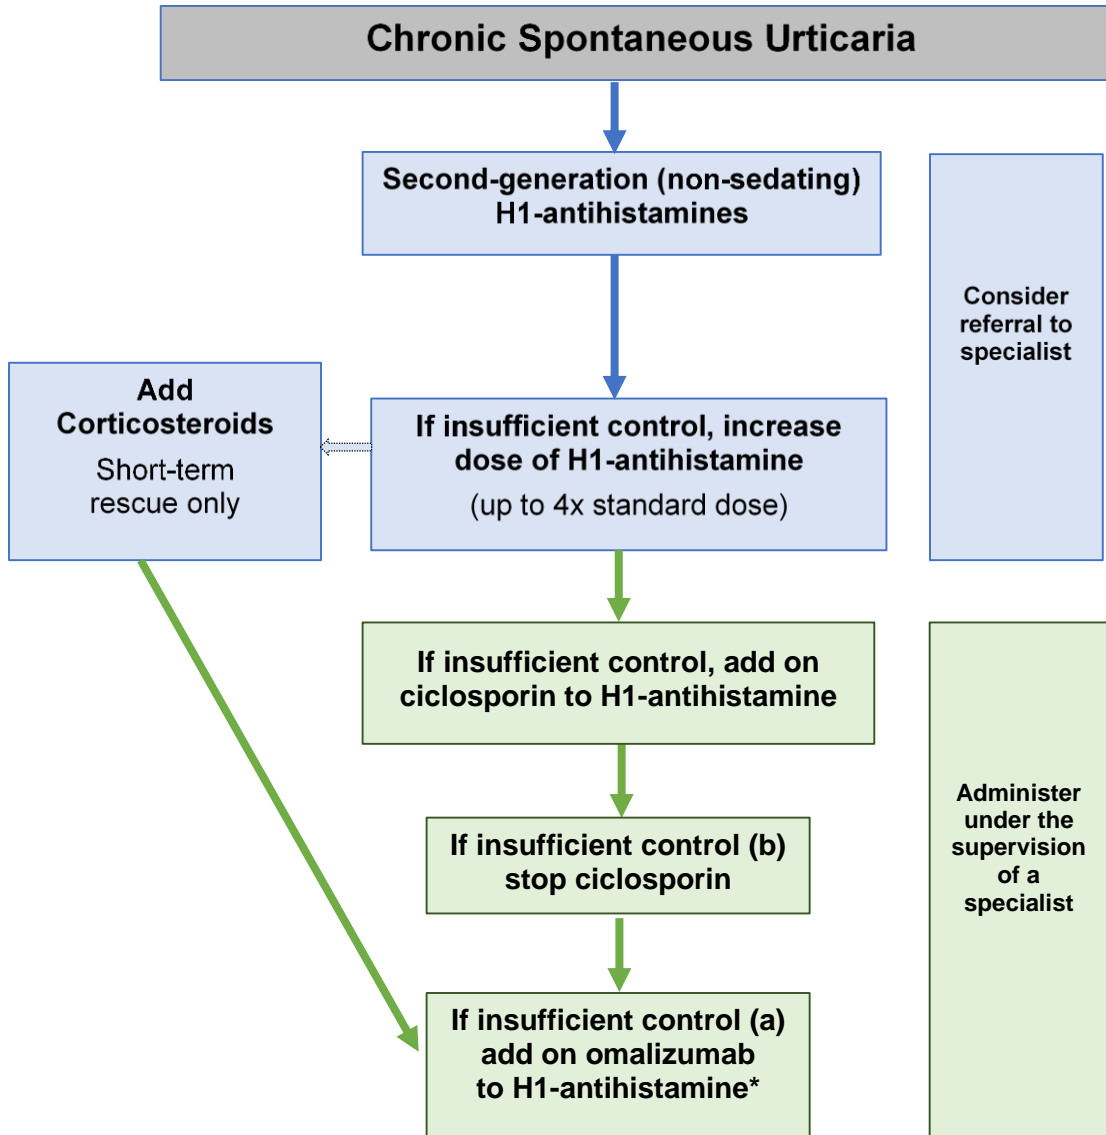 Chronic Spontaneous Urticaria
Second-generation (non-sedating)
H1-antihistamines
Consider
referral to
specialist
Add
Corticosteroids
Short-term
rescue only
If insufficient control, increase
dose of H1-antihistamine
(up to 4x standard dose)
If insufficient control, add on
ciclosporin to H1-antihistamine
Administer
under the
supervision
of a
specialist
If insufficient control (b)
stop ciclosporin
If insufficient control (a)
add on omalizumab
to H1-antihistamine*